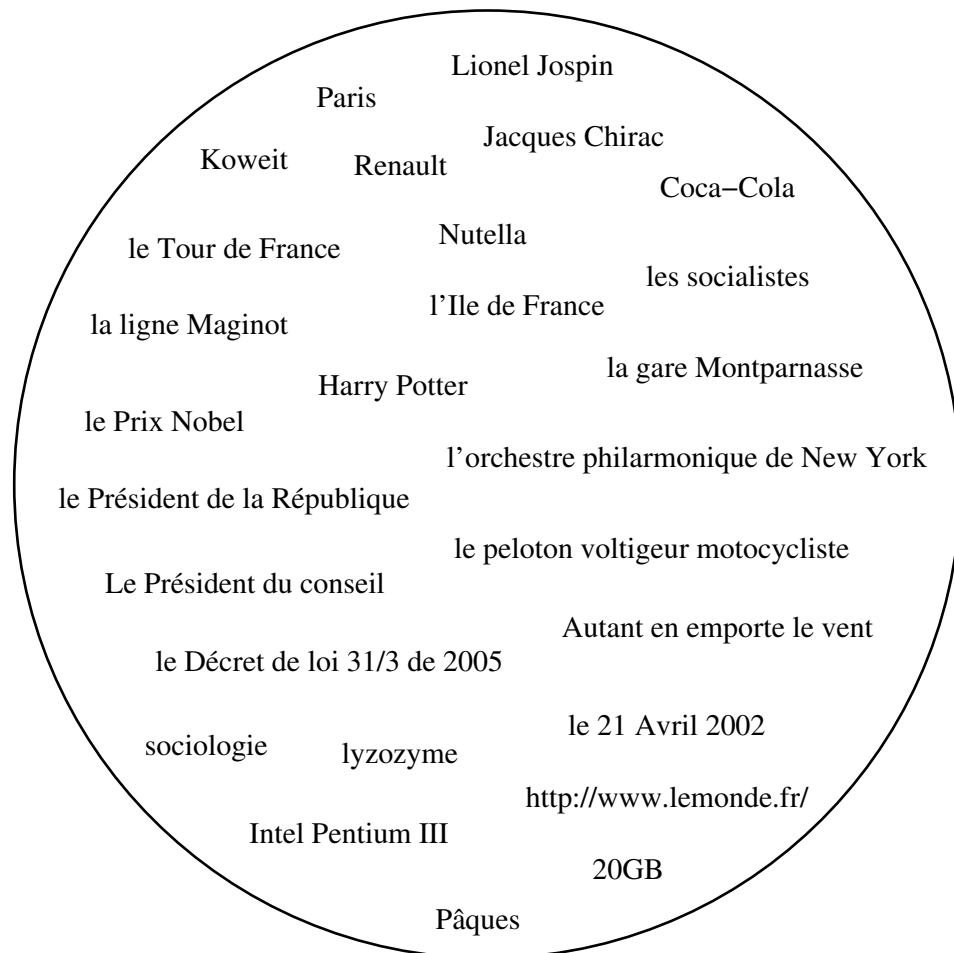 Lionel Jospin
Paris
Jacques Chirac
Koweit
Renault
Coca−Cola
le Tour de France
Nutella
les socialistes
l’Ile de France
la ligne Maginot
la gare Montparnasse
Harry Potter
le Prix Nobel
l’orchestre philarmonique de New York
le Président de la République
le peloton voltigeur motocycliste
Le Président du conseil
Autant en emporte le vent
le Décret de loi 31/3 de 2005
le 21 Avril 2002
sociologie
lyzozyme
http://www.lemonde.fr/
Intel Pentium III
20GB
Pâques